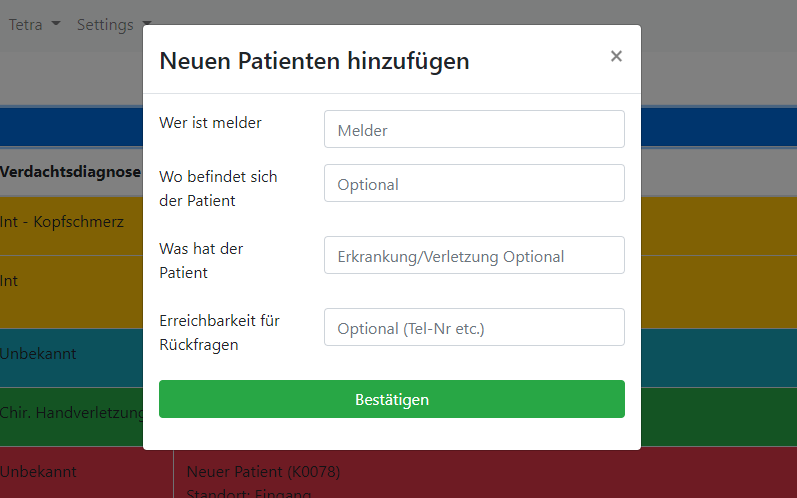 Tetra Settings
Neuen Patienten hinzufügen ×
Wer ist melder
Melder
Verdachtsdiagnose
Wo befindet sich
der Patient
Optional
Int - Kopfschmerz
Was hat der
Patient
Erkrankung/Verletzung Optional
Int
Erreichbarkeit für
Rückfragen
Optional (Tel-Nr etc.)
Unbekannt
Bestätigen
Chir. Handverletzung
Unbekannt
Neuer Patient (K0078)
Standort: Eingang